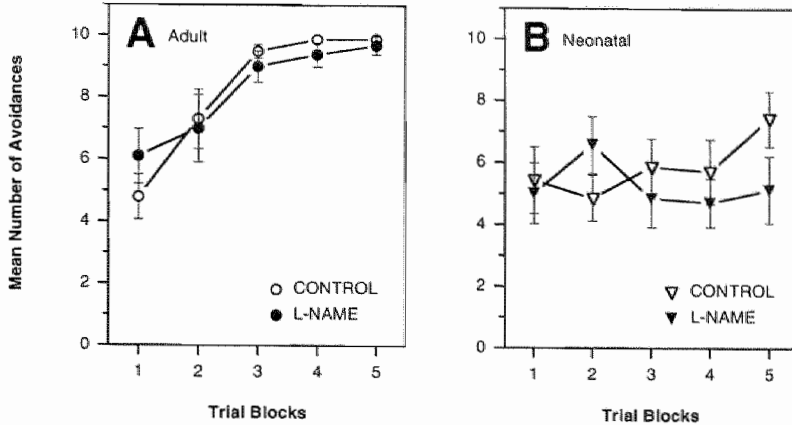 A Adult
Mean Number of Avoidances
10
8
6
4
2
0
CONTROL
L-NAME
1 2 3 4 5
Trial Blocks
B Neonatal
10
8
6
4
2
0
CONTROL
L-NAME
1 2 3 4 5
Trial Blocks